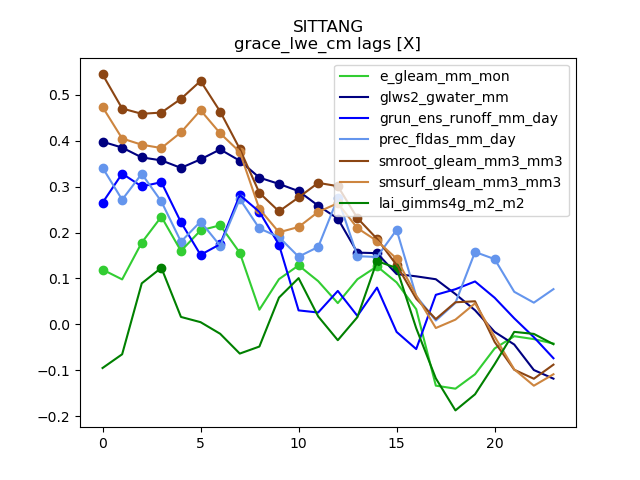 SITTANG
grace_lwe_cm lags [X]
e_gleam_mm_mon
glws2_gwater_mm
grun_ens_runoff_mm_day
prec_fldas_mm_day
smroot_gleam_mm3_mm3
smsurf_gleam_mm3_mm3
lai_gimms4g_m2_m2
0.5
0.4
0.3
0.2
0.1
0.0
−0.1
−0.2
0 5 10 15 20